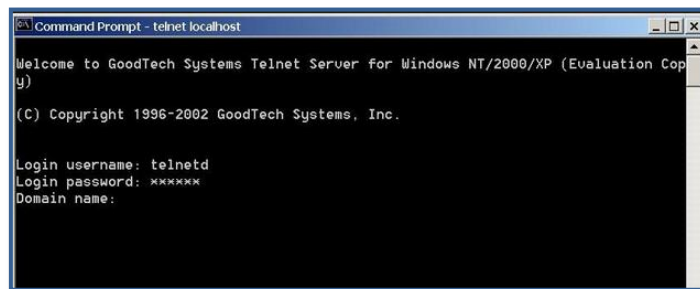 Command Prompt - telnet localhost
Welcome to GoodTech Systems Telnet Server for Windows NT/2000/XP (Evaluation Cop
y)
(C) Copyright 1996-2002 GoodTech Systems, Inc.
Login username: telnetd
Login password: ******
Domain name: